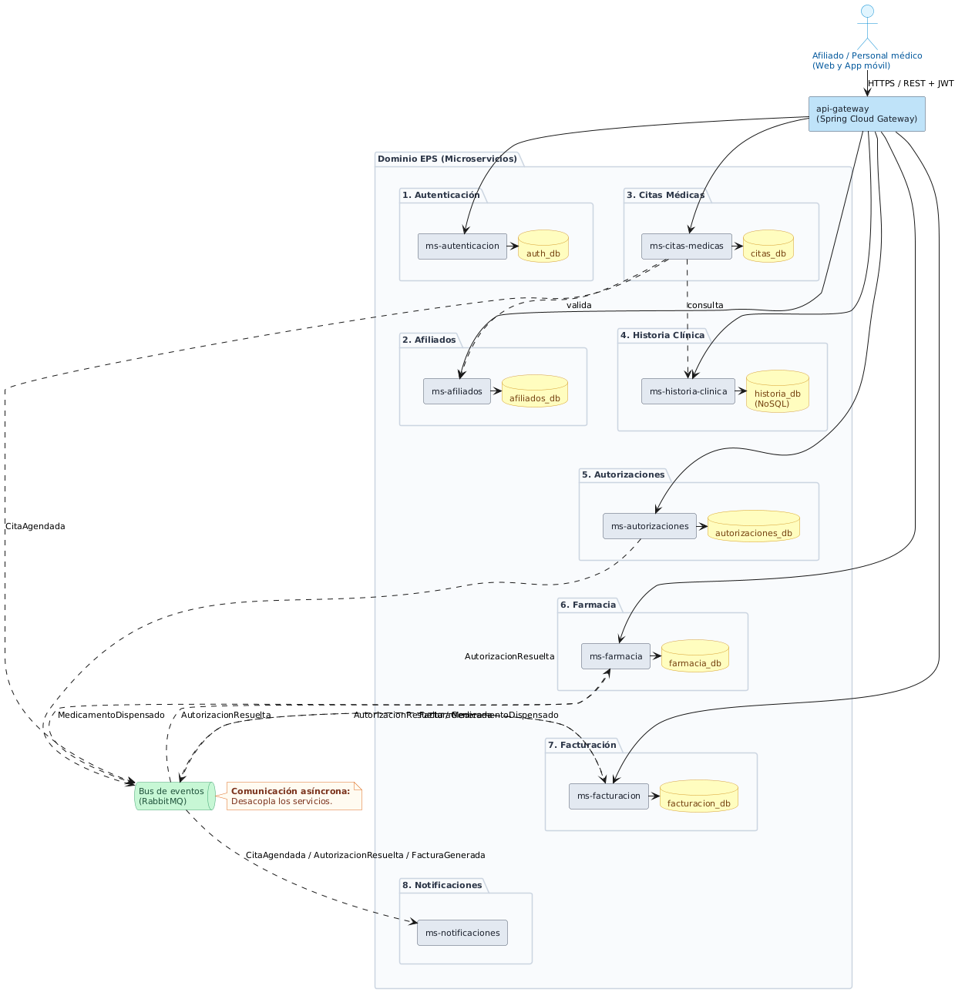 Afiliado / Personal médico
(Web y App móvil)
HTTPS / REST + JWT
api-gateway
(Spring Cloud Gateway)
Dominio EPS (Microservicios)
1. Autenticación
ms-autenticacion
auth_db
3. Citas Médicas
ms-citas-medicas
citas_db
valida
consulta
2. Afiliados
ms-afiliados
afiliados_db
4. Historia Clínica
ms-historia-clinica
historia_db
(NoSQL)
5. Autorizaciones
ms-autorizaciones
autorizaciones_db
CitaAgendada
6. Farmacia
ms-farmacia
farmacia_db
AutorizacionResuelta
MedicamentoDispensado
AutorizacionResuelta
AutorizacionResuelta / MedicamentoDispensado
FacturaGenerada
7. Facturación
ms-facturacion
facturacion_db
Bus de eventos
(RabbitMQ)
Comunicación asíncrona:
Desacopla los servicios.
CitaAgendada / AutorizacionResuelta / FacturaGenerada
8. Notificaciones
ms-notificaciones